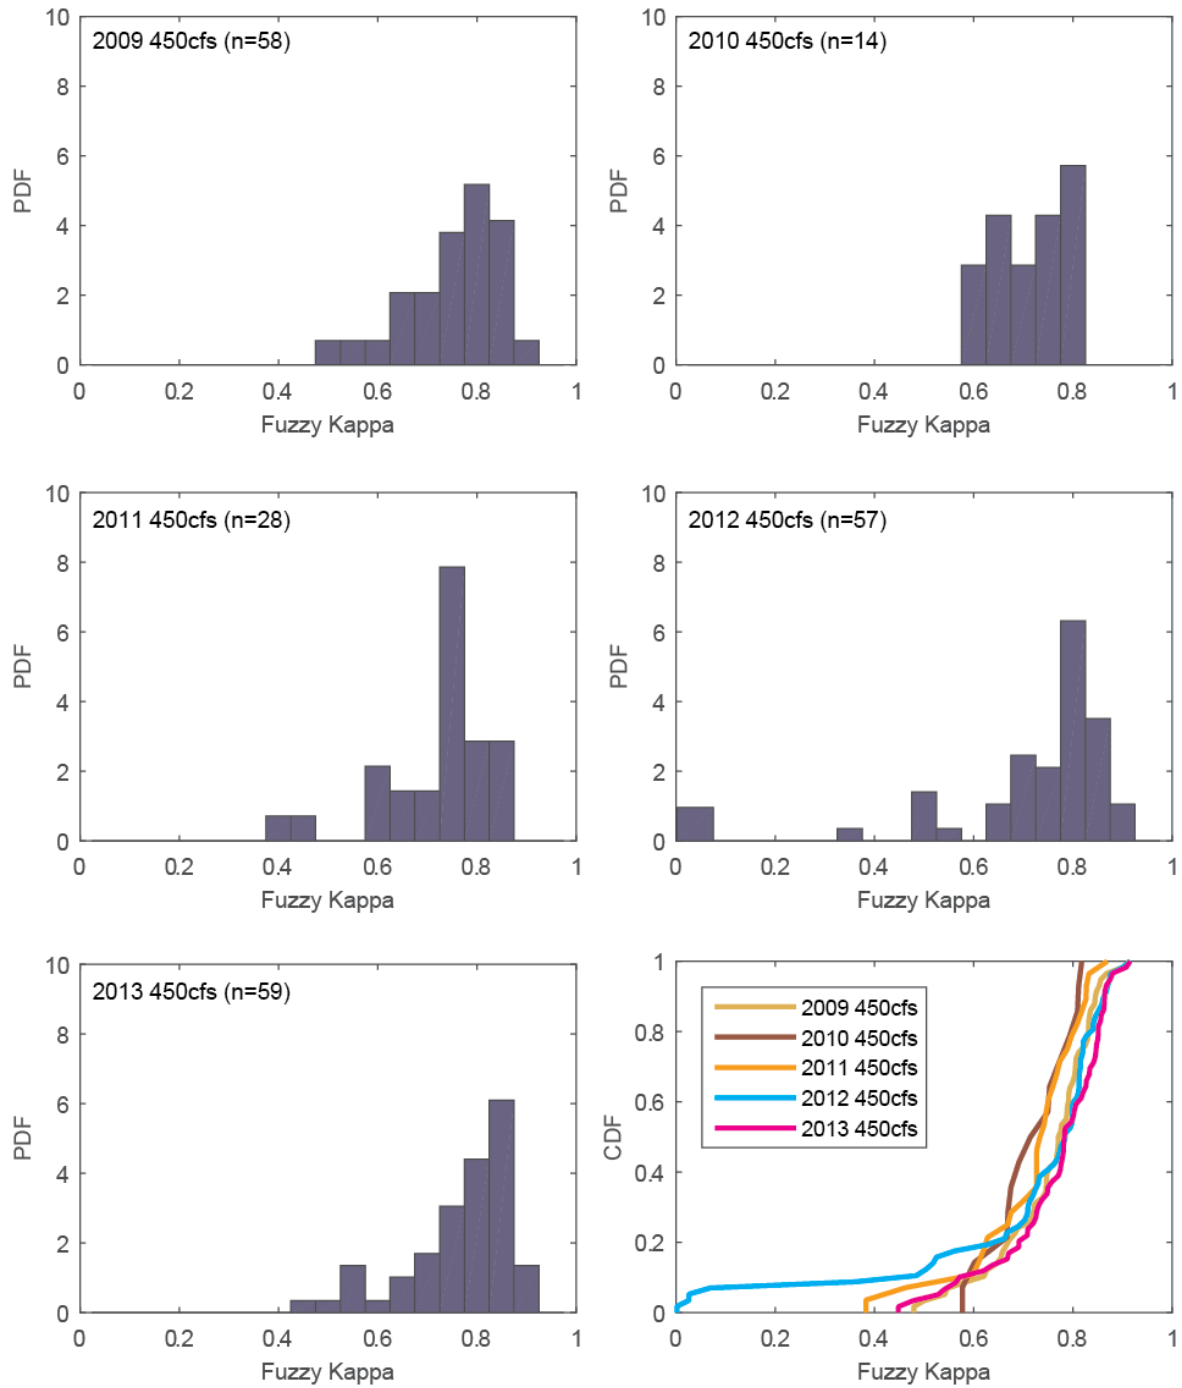 2009 450cfs (n=58)
10
8
6
4
2
0
PDF
0 0.2 0.4 0.6 0.8 1
Fuzzy Kappa
2010 450cfs (n=14)
10
8
6
4
2
0
PDF
0 0.2 0.4 0.6 0.8 1
Fuzzy Kappa
2011 450cfs (n=28)
10
8
6
4
2
0
PDF
0 0.2 0.4 0.6 0.8 1
Fuzzy Kappa
2012 450cfs (n=57)
10
8
6
4
2
0
PDF
0 0.2 0.4 0.6 0.8 1
Fuzzy Kappa
2013 450cfs (n=59)
10
8
6
4
2
0
PDF
0 0.2 0.4 0.6 0.8 1
Fuzzy Kappa
1
0.8
0.6
0.4
0.2
0
CDF
2009 450cfs
2010 450cfs
2011 450cfs
2012 450cfs
2013 450cfs
0 0.2 0.4 0.6 0.8 1
Fuzzy Kappa